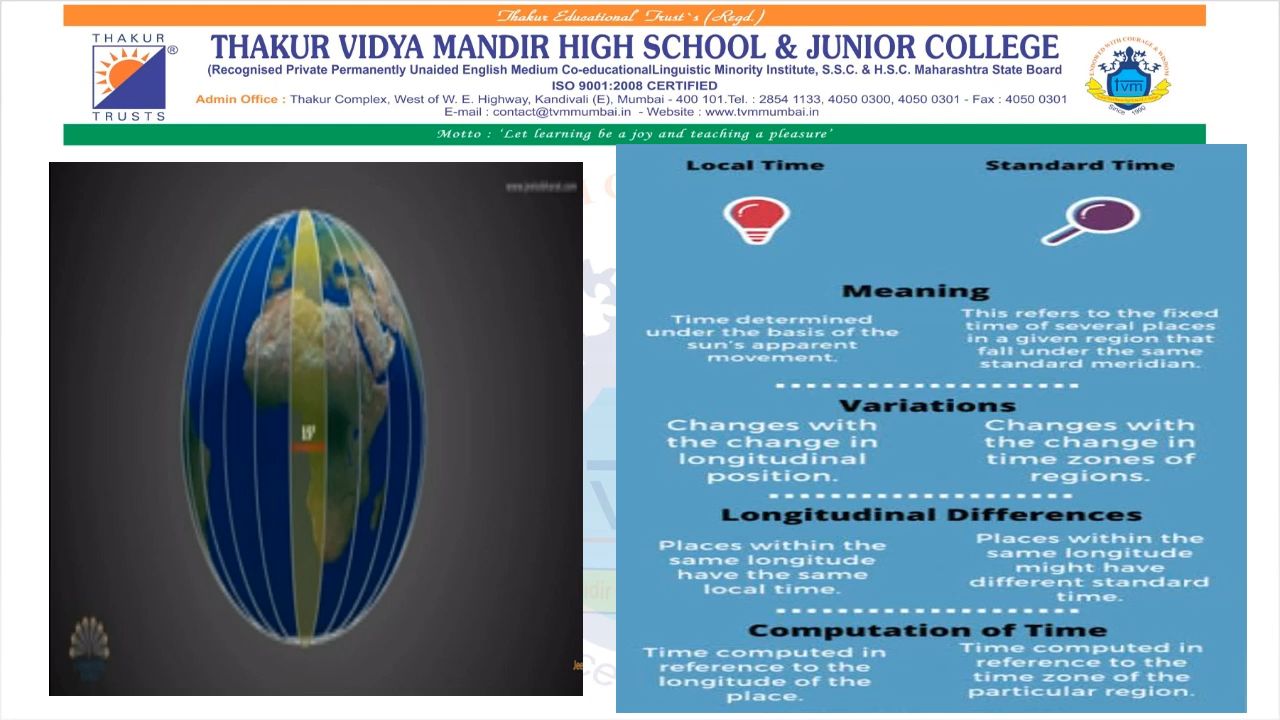 Thakur Educational Trust`s (Regd.)
THAKUR
TRUSTS
®
THAKUR VIDYA MANDIR HIGH SCHOOL & JUNIOR COLLEGE
(Recognised Private Permanently Unaided English Medium Co-educationalLinguistic Minority Institute, S.S.C. & H.S.C. Maharashtra State Board
ISO 9001:2008 CERTIFIED
Admin Office : Thakur Complex, West of W. E. Highway, Kandivali (E), Mumbai - 400 101.Tel. : 2854 1133, 4050 0300, 4050 0301 - Fax : 4050 0301
E-mail : contact@tvmmumbai.in - Website : www.tvmmumbai.in
tvm
Since 1990
Motto : 'Let learning be a joy and teaching a pleasure'
15°
Local Time
Standard Time
Meaning
Time determined
under the basis of the
sun's apparent
movement.
This refers to the fixed
time of several places
in a given region that
fall under the same
standard meridian.
Variations
Changes with
the change in
longitudinal
position.
Changes with
the change in
time zones of
regions.
Longitudinal Differences
Places within the
same longitude
have the same
local time.
Places within the
same longitude
might have
different standard
time.
Computation of Time
Time computed in
reference to the
longitude of the
place.
Time computed in
reference to the
time zone of the
particular region.